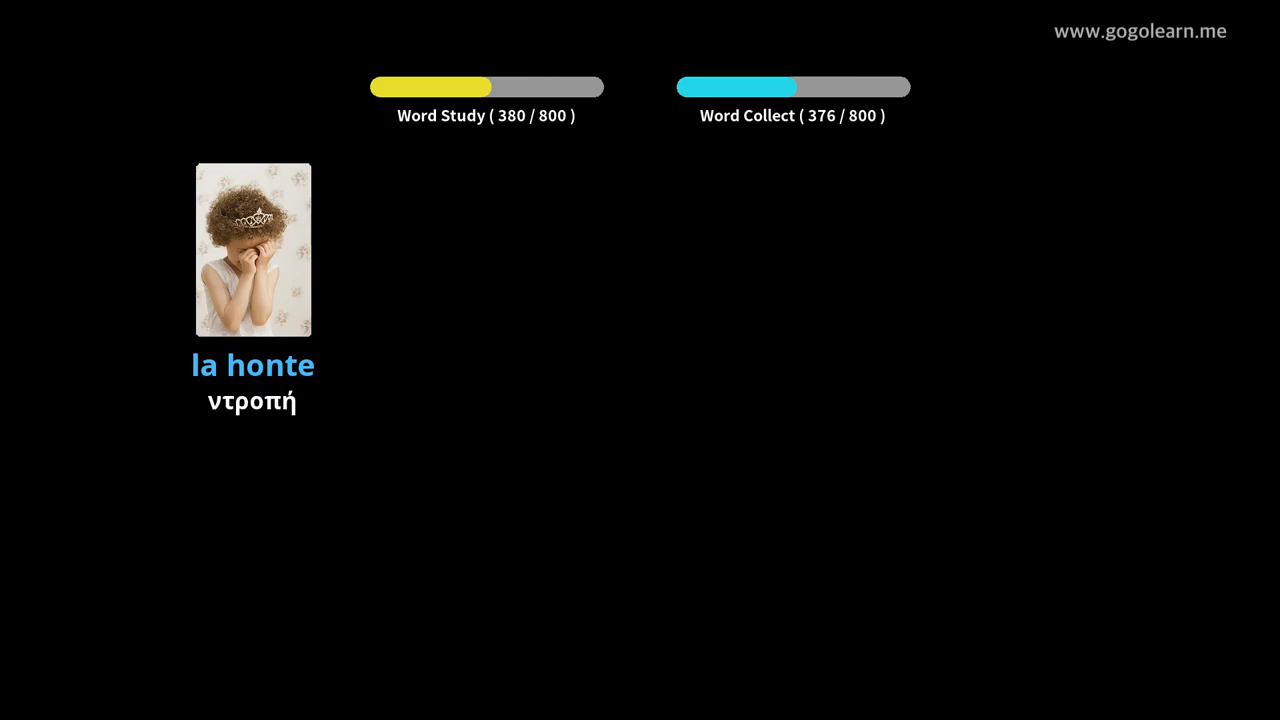 www.gogolearn.me
Word Study ( 380 / 800 )
Word Collect ( 376 / 800 )
la honte
ντροπή